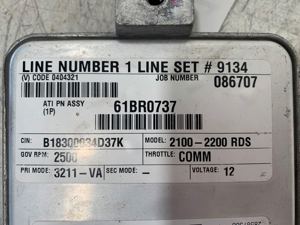 LINE NUMBER 1 LINE SET # 9134
(V) CODE 0404321 JOB NUMBER 086707
ATI PN ASSY 61BR0737
(1P)
CIN: B18300934D37K MODEL: 2100-2200 RDS
GOV RPM: 2500 THROTTLE: COMM
PRI MODE: 3211-VA SEC MODE: - VOLTAGE: 12